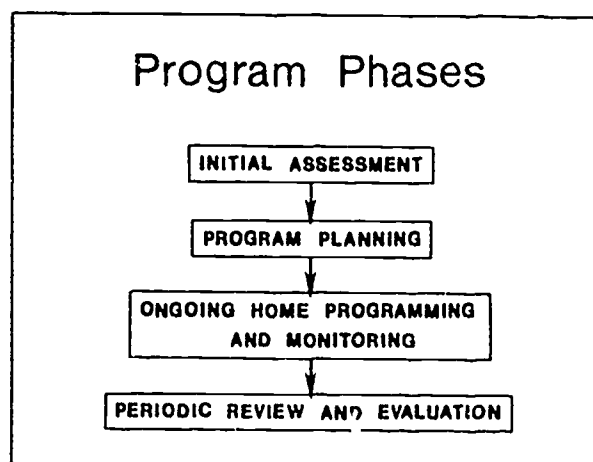 Program Phases
INITIAL ASSESSMENT
PROGRAM PLANNING
ONGOING HOME PROGRAMMING
AND MONITORING
PERIODIC REVIEW AND EVALUATION